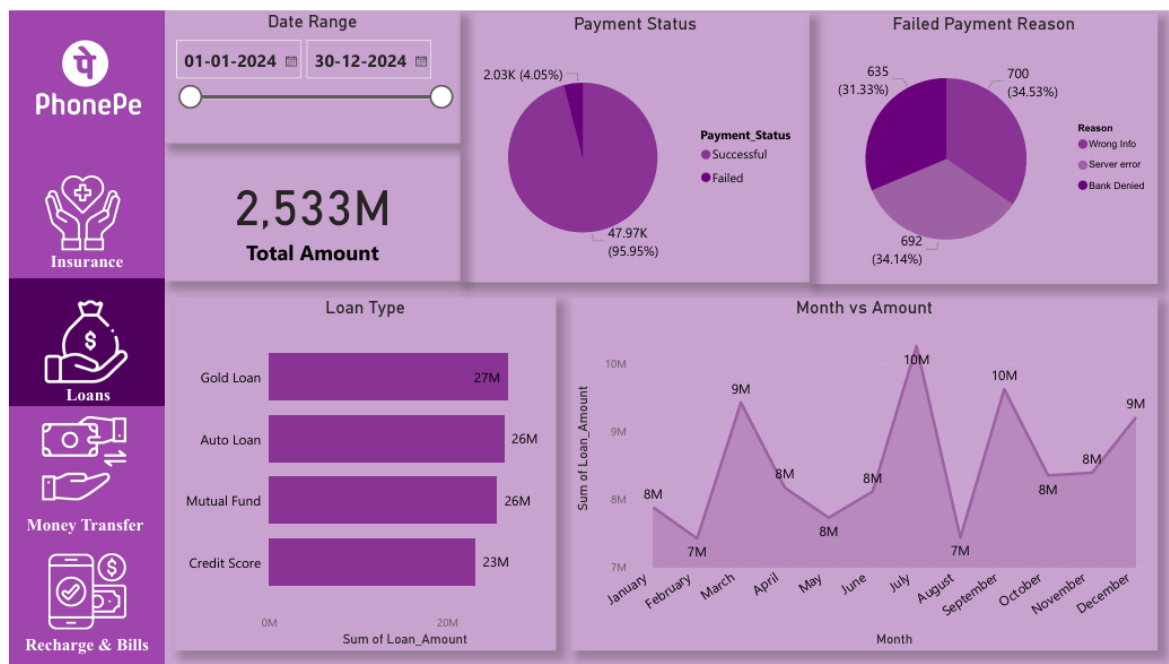 पे
PhonePe
Insurance
Loans
Money Transfer
Recharge & Bills
Date Range
01-01-2024
30-12-2024
2,533M
Total Amount
Payment Status
2.03K (4.05%)
47.97K
(95.95%)
Payment_Status
Successful
Failed
Failed Payment Reason
635
(31.33%)
700
(34.53%)
692
(34.14%)
Reason
Wrong Info
Server error
Bank Denied
Loan Type
Gold Loan
27M
Auto Loan
26M
Mutual Fund
26M
Credit Score
23M
0M
20M
Sum of Loan_Amount
Month vs Amount
Sum of Loan_Amount
10M
9M
8M
7M
8M
7M
9M
8M
8M
8M
10M
7M
10M
8M
8M
9M
January
February
March
April
May
June
July
August
September
October
November
December
Month